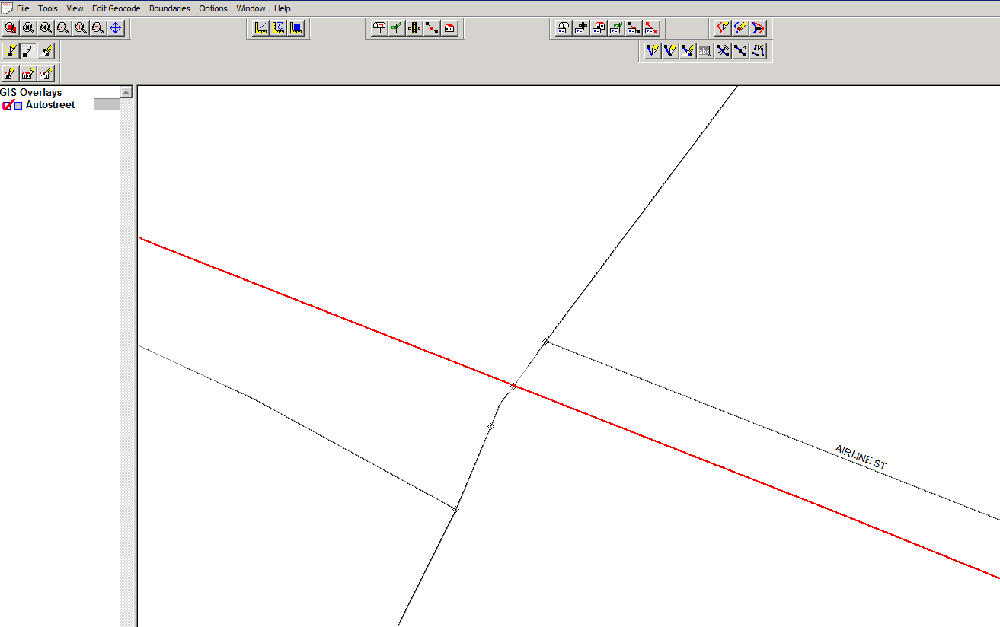 File Tools View Edit Geocode Boundaries Options Window Help
GIS Overlays
Autostreet
AIRLINE ST